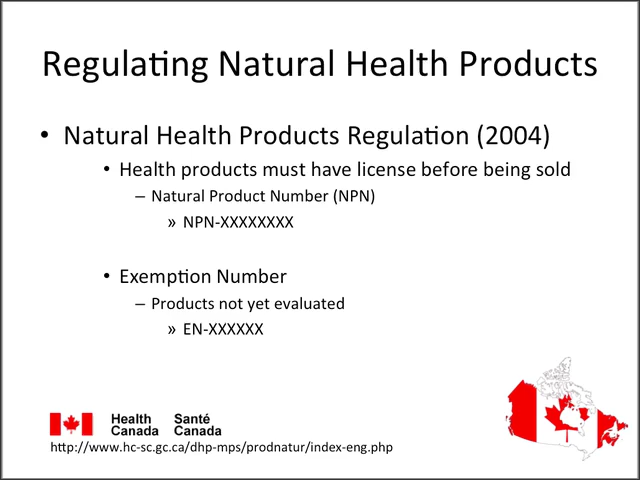 Regulating Natural Health Products
• Natural Health Products Regulation (2004)
• Health products must have license before being sold
– Natural Product Number (NPN)
» NPN-XXXXXXXX
• Exemption Number
– Products not yet evaluated
» EN-XXXXXX
Health Santé
Canada Canada
http://www.hc-sc.gc.ca/dhp-mps/prodnatur/index-eng.php